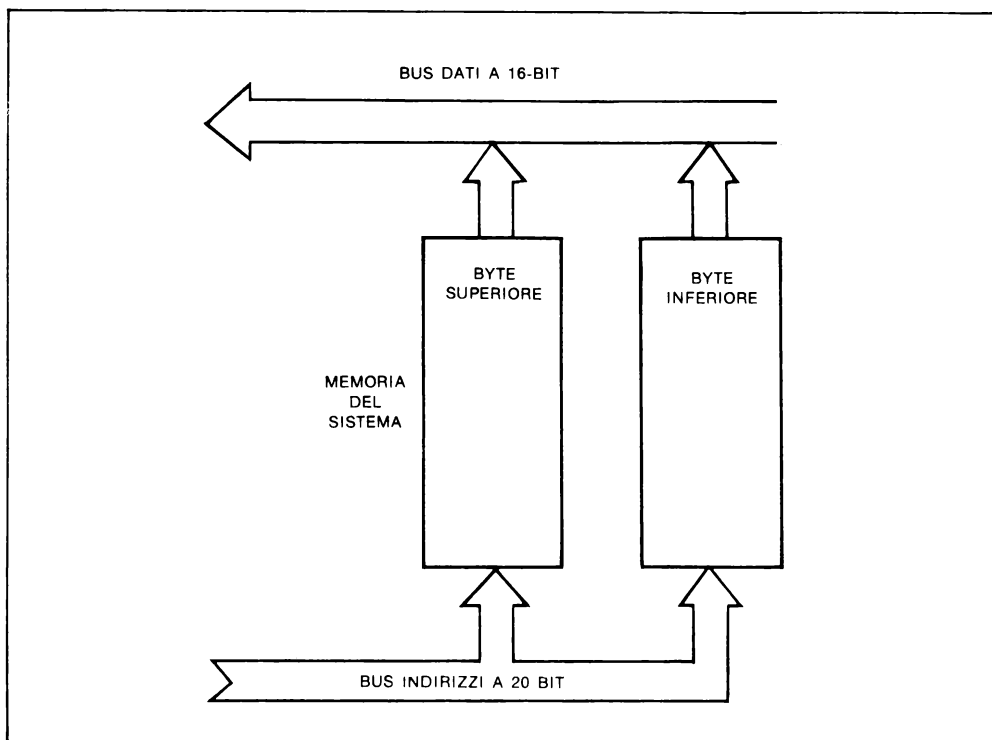 BUS DATI A 16-BIT
BYTE
SUPERIORE
BYTE
INFERIORE
MEMORIA
DEL
SISTEMA
BUS INDIRIZZI A 20 BIT